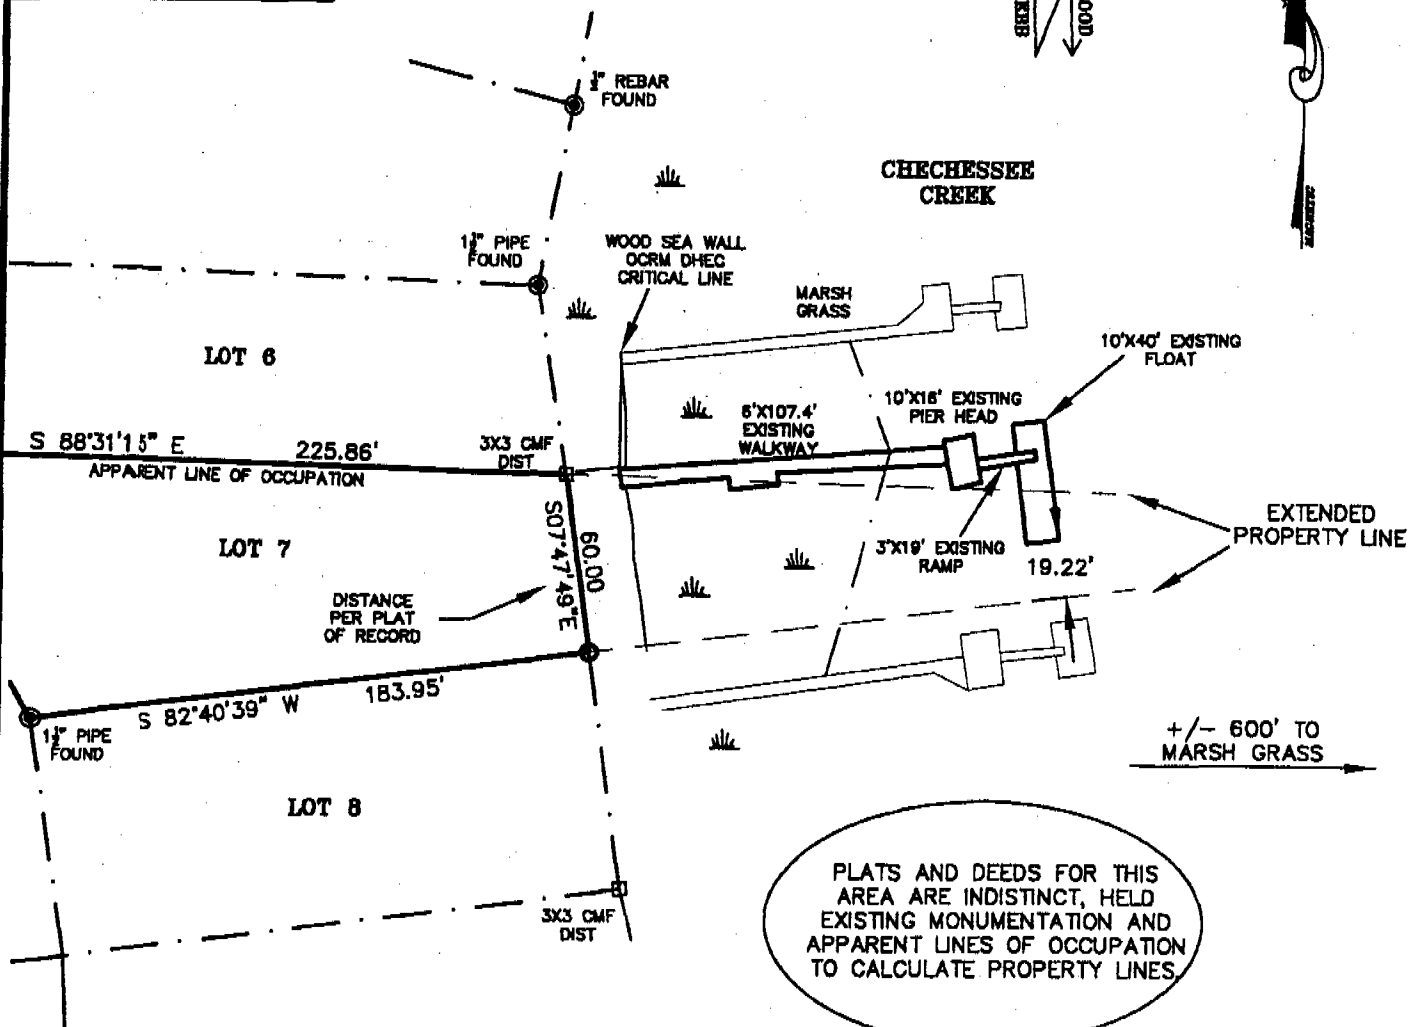 OOD
EBB
½" REBAR
FOUND
CHECHESSEE
CREEK
1½" PIPE
FOUND
WOOD SEA WALL
OCRM DHEC
CRITICAL LINE
MARSH
GRASS
LOT 6
10'X40' EXISTING
FLOAT
10'X16' EXISTING
PIER HEAD
6'X107.4'
EXISTING
WALKWAY
S 88°31'15" E 225.86'
APPARENT LINE OF OCCUPATION
3X3 CMF
DIST
LOT 7
S07°47'49"E
60.00
3'X19' EXISTING
RAMP
19.22'
EXTENDED
PROPERTY LINE
DISTANCE
PER PLAT
OF RECORD
S 82°40'39" W 183.95'
1½" PIPE
FOUND
+/- 600' TO
MARSH GRASS
LOT 8
3X3 CMF
DIST
PLATS AND DEEDS FOR THIS
AREA ARE INDISTINCT, HELD
EXISTING MONUMENTATION AND
APPARENT LINES OF OCCUPATION
TO CALCULATE PROPERTY LINES.